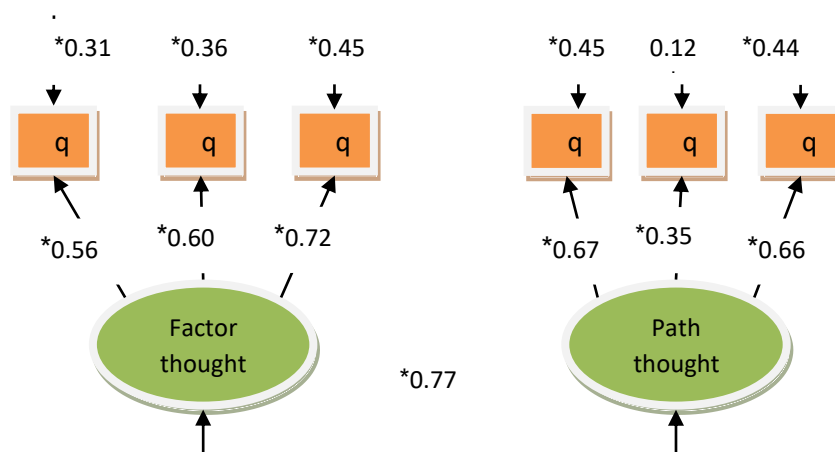 *0.31 *0.36 *0.45 *0.45 0.12 *0.44
q q q q q q
*0.56 *0.60 *0.72 *0.67 *0.35 *0.66
Factor
thought
Path
thought
*0.77